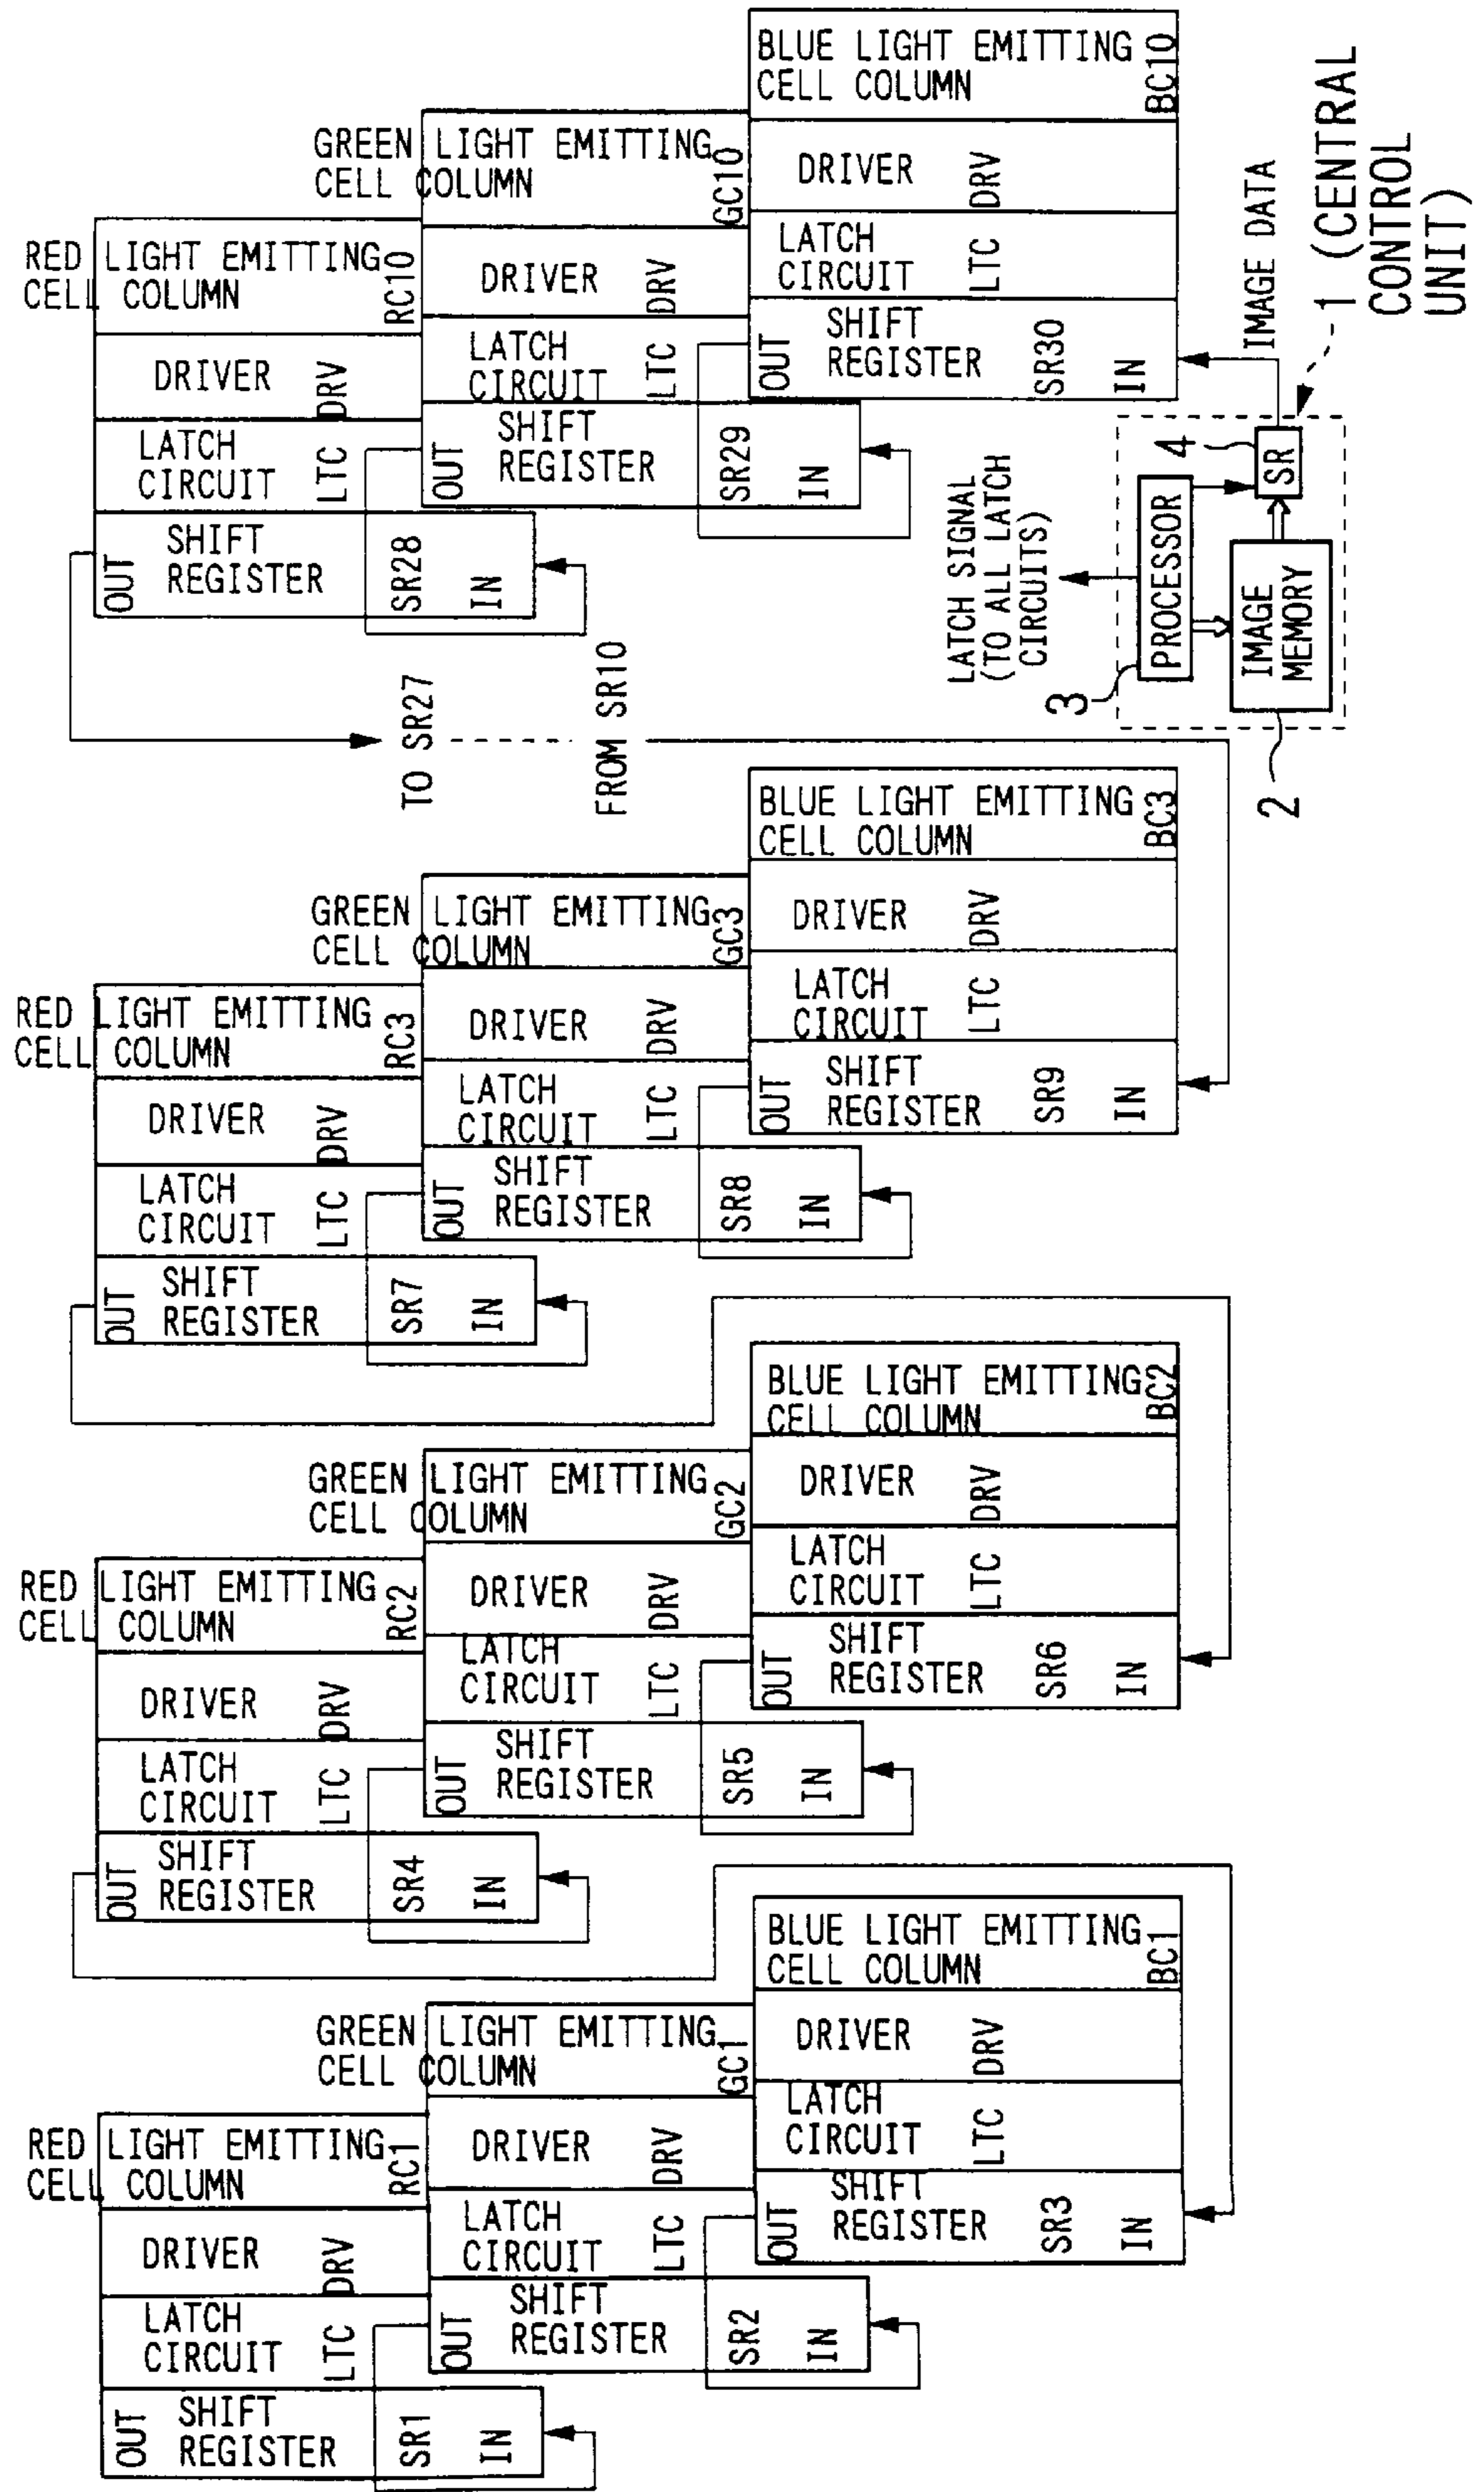 BLUE LIGHT EMITTING
CELL COLUMN
BC10
DRIVER
DRV
LATCH
CIRCUIT
LTC
OUT
SHIFT
REGISTER
SR30
IN
GREEN LIGHT EMITTING
CELL COLUMN
GC10
DRIVER
DRV
LATCH
CIRCUIT
LTC
OUT
SHIFT
REGISTER
SR29
IN
RED LIGHT EMITTING
CELL COLUMN
RC10
DRIVER
DRV
LATCH
CIRCUIT
LTC
OUT
SHIFT
REGISTER
SR28
IN
IMAGE DATA
1 (CENTRAL
CONTROL
UNIT)
4
SR
LATCH SIGNAL
(TO ALL LATCH
CIRCUITS)
3
PROCESSOR
IMAGE
MEMORY
2
TO SR27
FROM SR10
BLUE LIGHT EMITTING
CELL COLUMN
BC3
DRIVER
DRV
LATCH
CIRCUIT
LTC
OUT
SHIFT
REGISTER
SR9
IN
GREEN LIGHT EMITTING
CELL COLUMN
GC3
DRIVER
DRV
LATCH
CIRCUIT
LTC
OUT
SHIFT
REGISTER
SR8
IN
RED LIGHT EMITTING
CELL COLUMN
RC3
DRIVER
DRV
LATCH
CIRCUIT
LTC
OUT
SHIFT
REGISTER
SR7
IN
BLUE LIGHT EMITTING
CELL COLUMN
BC2
DRIVER
DRV
LATCH
CIRCUIT
LTC
OUT
SHIFT
REGISTER
SR6
IN
GREEN LIGHT EMITTING
CELL COLUMN
GC2
DRIVER
DRV
LATCH
CIRCUIT
LTC
OUT
SHIFT
REGISTER
SR5
IN
RED LIGHT EMITTING
CELL COLUMN
RC2
DRIVER
DRV
LATCH
CIRCUIT
LTC
OUT
SHIFT
REGISTER
SR4
IN
BLUE LIGHT EMITTING
CELL COLUMN
BC1
DRIVER
DRV
LATCH
CIRCUIT
LTC
OUT
SHIFT
REGISTER
SR3
IN
GREEN LIGHT EMITTING
CELL COLUMN
GC1
DRIVER
DRV
LATCH
CIRCUIT
LTC
OUT
SHIFT
REGISTER
SR2
IN
RED LIGHT EMITTING
CELL COLUMN
RC1
DRIVER
DRV
LATCH
CIRCUIT
LTC
OUT
SHIFT
REGISTER
SR1
IN